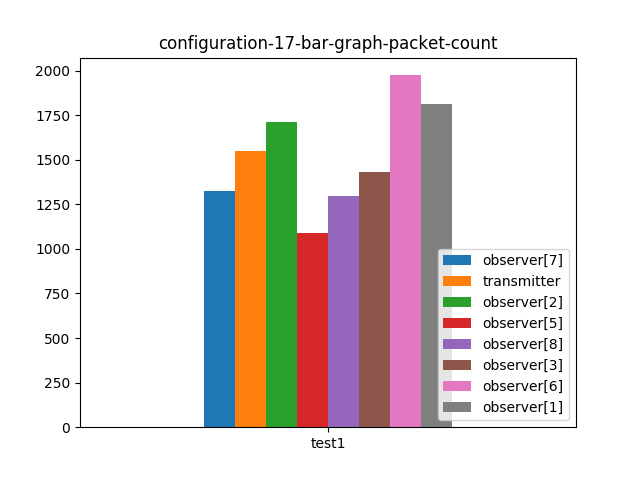 configuration-17-bar-graph-packet-count
2000
1750
1500
1250
1000
750
500
250
0
observer[7]
transmitter
observer[2]
observer[5]
observer[8]
observer[3]
observer[6]
observer[1]
test1